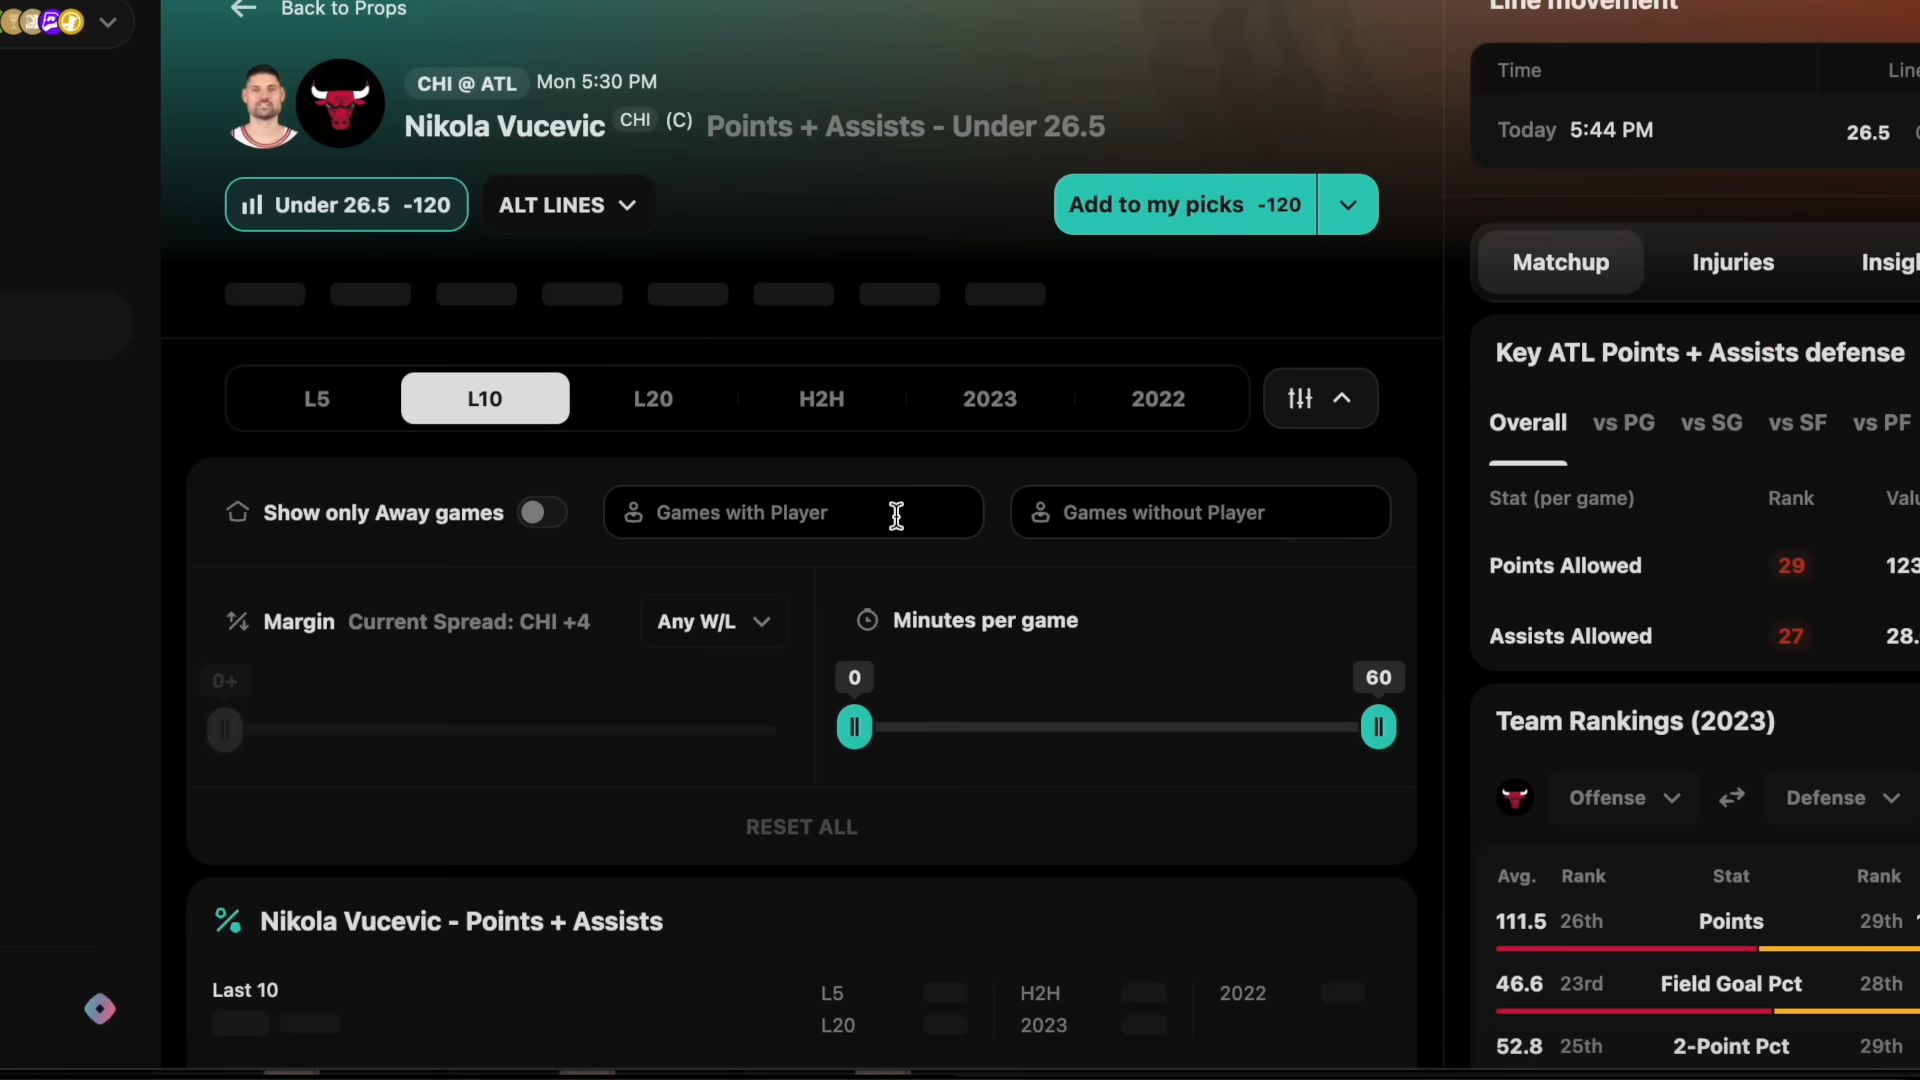 Back to Props
CHI @ ATL Mon 5:30 PM
Nikola Vucevic CHI (C) Points + Assists - Under 26.5
Under 26.5 -120 ALT LINES
Add to my picks -120
L5 L10 L20 H2H 2023 2022
Show only Away games
Games with Player
Games without Player
Margin Current Spread: CHI +4 Any W/L
0+
Minutes per game
0 60
RESET ALL
Nikola Vucevic - Points + Assists
Last 10
L5 H2H 2022
L20 2023
Line movement
Time Line
Today 5:44 PM 26.5
Matchup Injuries
Key ATL Points + Assists defense
Overall vs PG vs SG vs SF vs PF
Stat (per game) Rank
Points Allowed 29 123
Assists Allowed 27 28.
Team Rankings (2023)
Offense Defense
Avg. Rank Stat Rank
111.5 26th Points 29th
46.6 23rd Field Goal Pct 28th
52.8 25th 2-Point Pct 29th